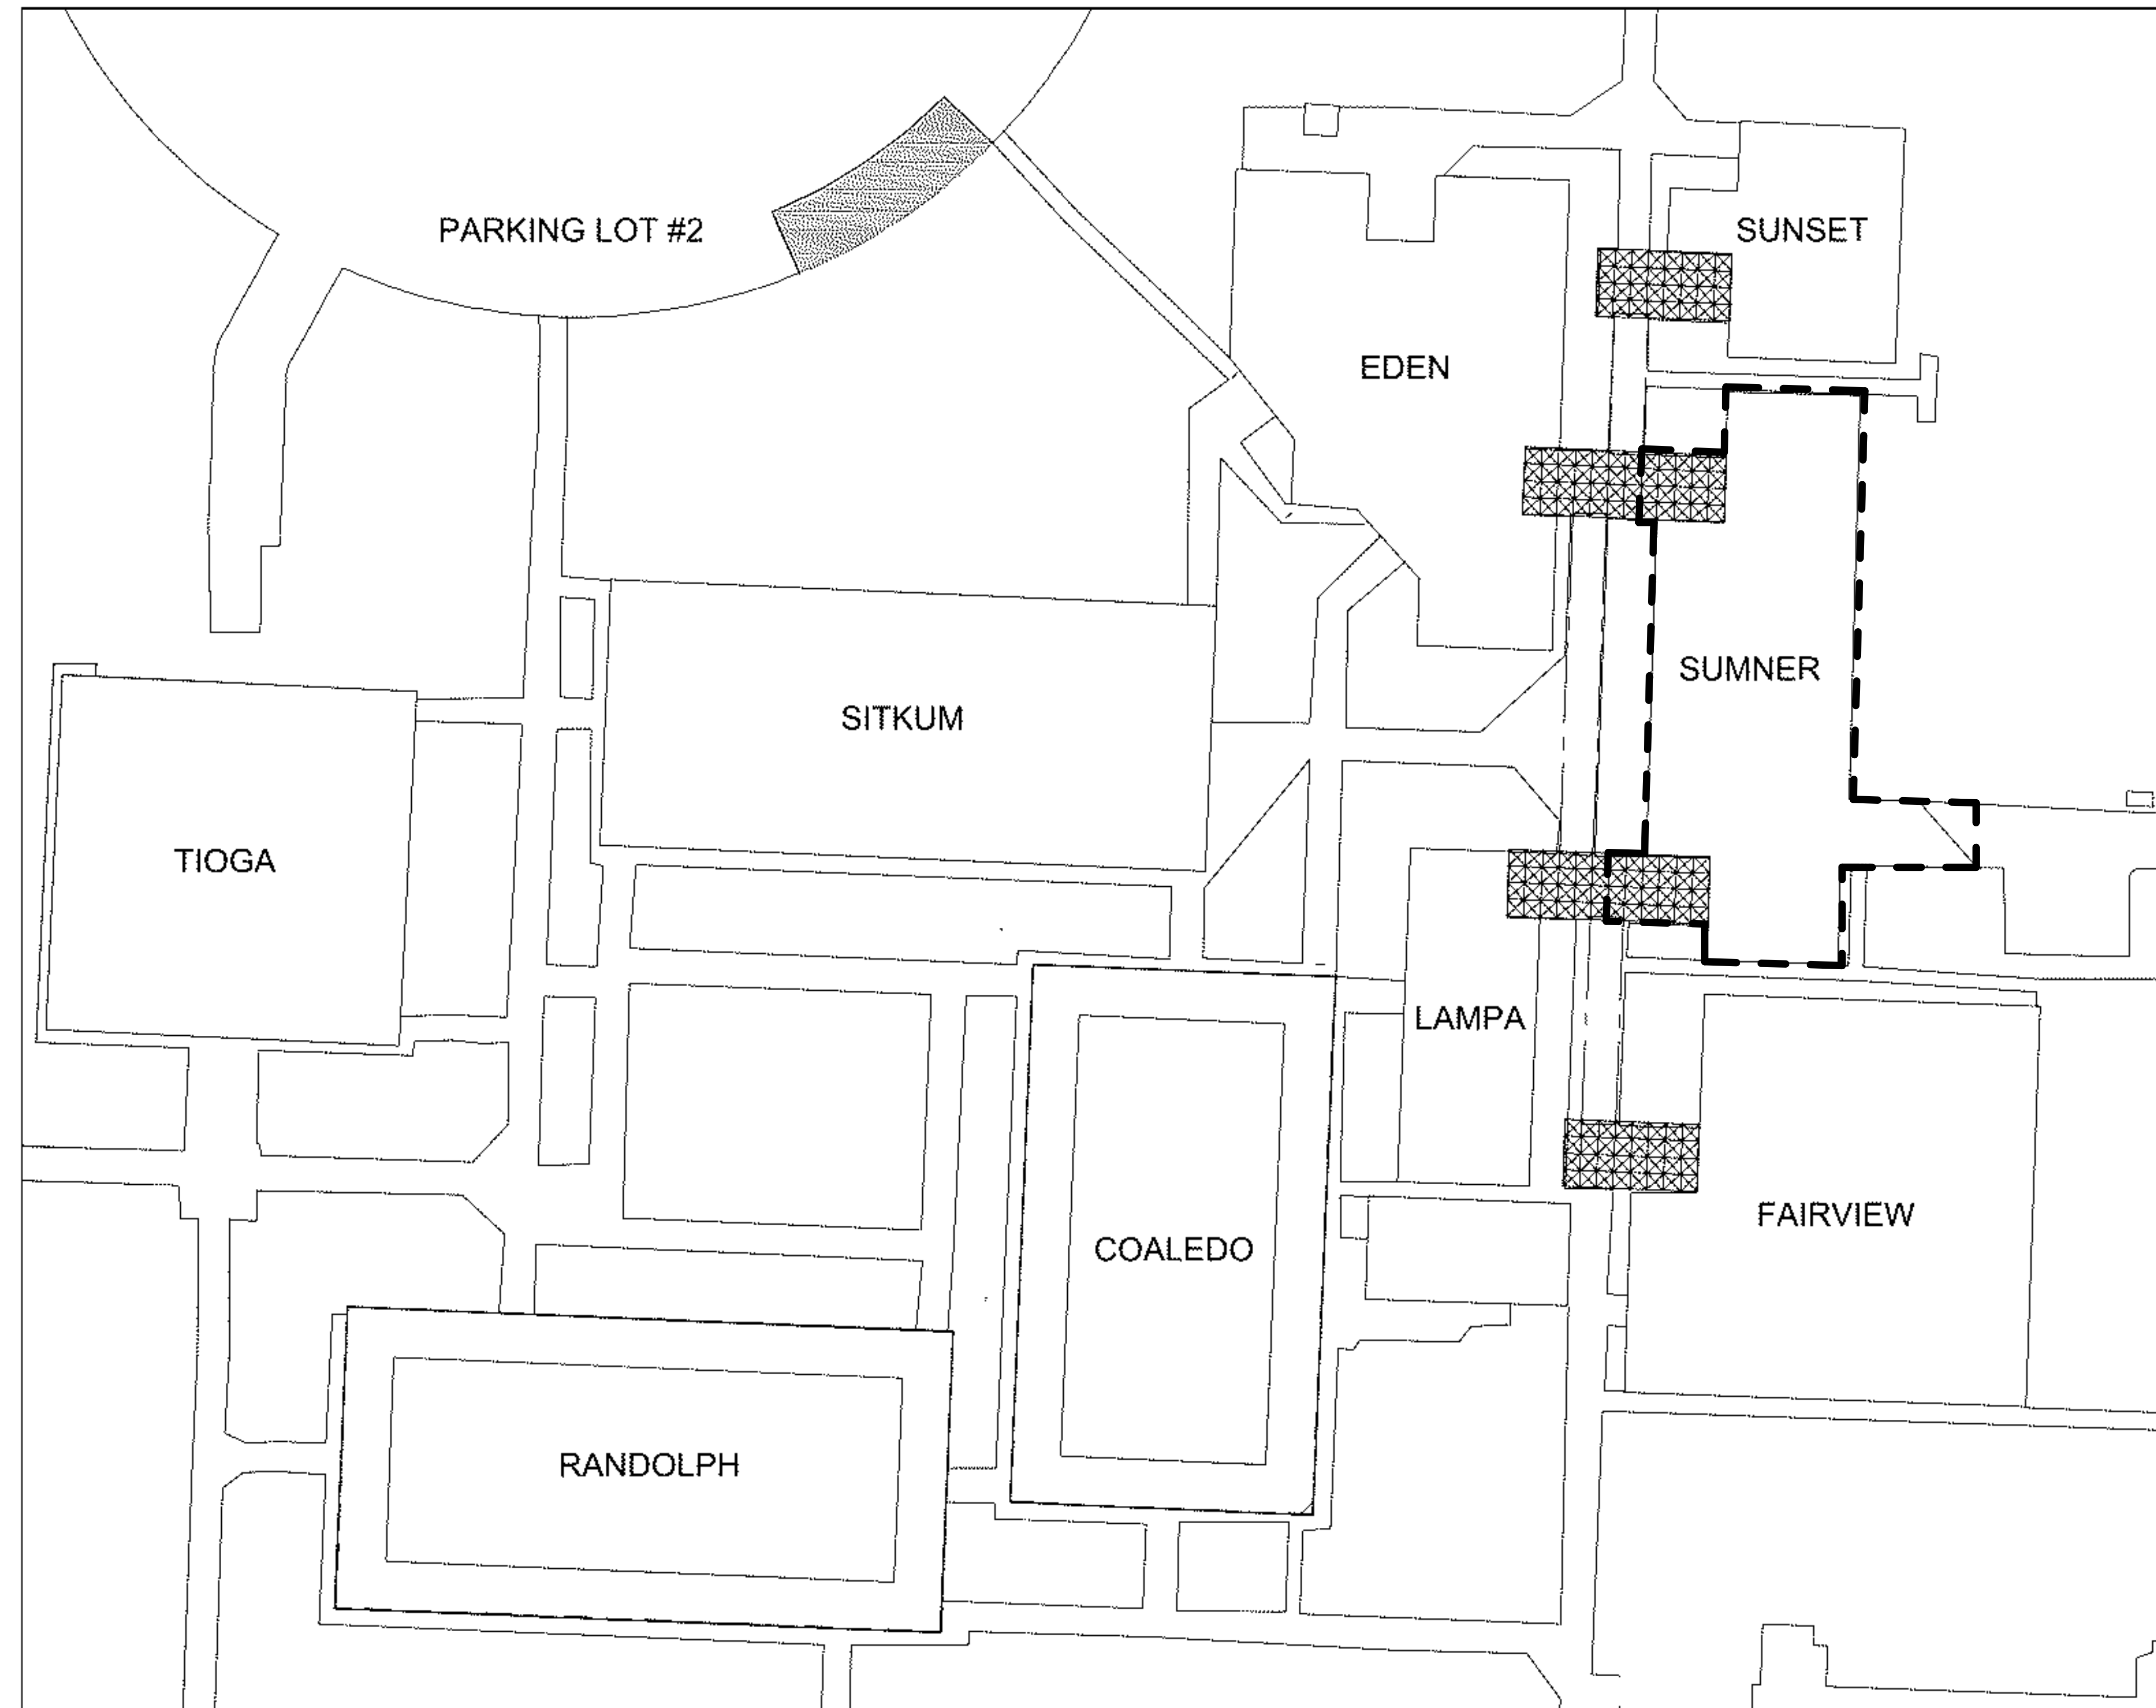 PARKING LOT #2
SUNSET
EDEN
SUMNER
SITKUM
TIOGA
LAMPA
FAIRVIEW
COALEDO
RANDOLPH